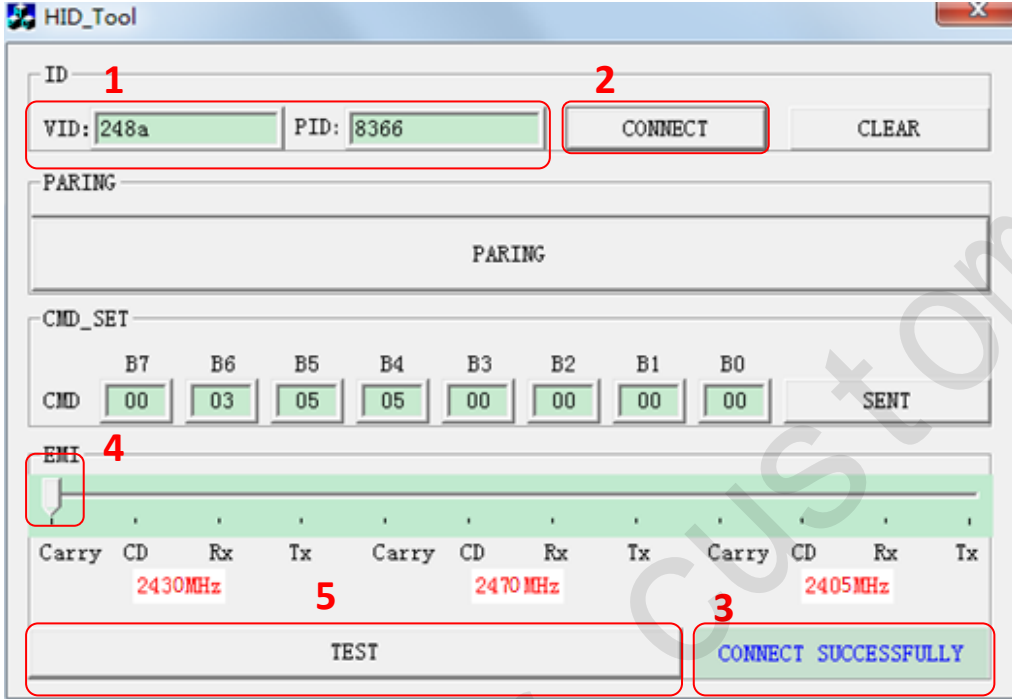 HID_Tool
ID
1
2
VID: 248a PID: 8366 CONNECT CLEAR
PARING
PARING
CMD_SET
B7 B6 B5 B4 B3 B2 B1 B0
CMD 00 03 05 05 00 00 00 00 SENT
EMI
4
Carry CD Rx Tx Carry CD Rx Tx Carry CD Rx Tx
2430MHz 2470MHz 2405MHz
5
3
TEST CONNECT SUCCESSFULLY
custom